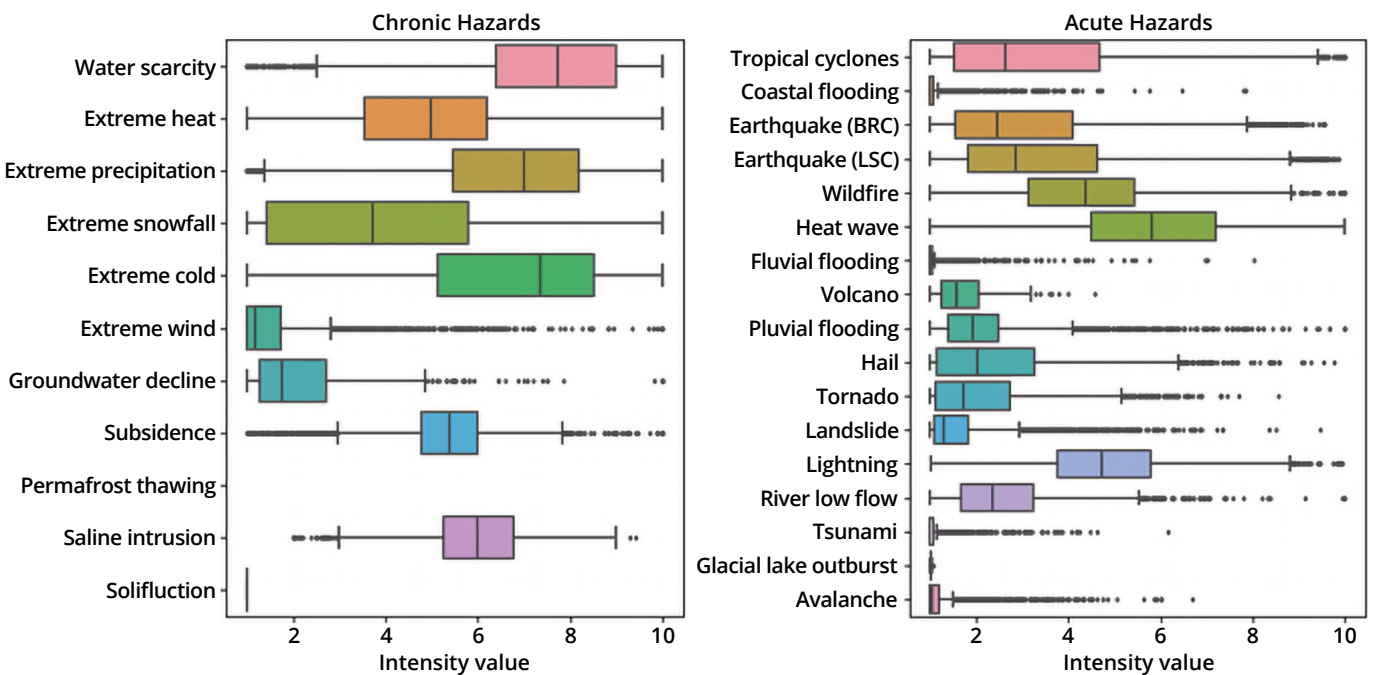 Chronic Hazards
Water scarcity
Extreme heat
Extreme precipitation
Extreme snowfall
Extreme cold
Extreme wind
Groundwater decline
Subsidence
Permafrost thawing
Saline intrusion
Solifluction
2 4 6 8 10
Intensity value
Acute Hazards
Tropical cyclones
Coastal flooding
Earthquake (BRC)
Earthquake (LSC)
Wildfire
Heat wave
Fluvial flooding
Volcano
Pluvial flooding
Hail
Tornado
Landslide
Lightning
River low flow
Tsunami
Glacial lake outburst
Avalanche
2 4 6 8 10
Intensity value